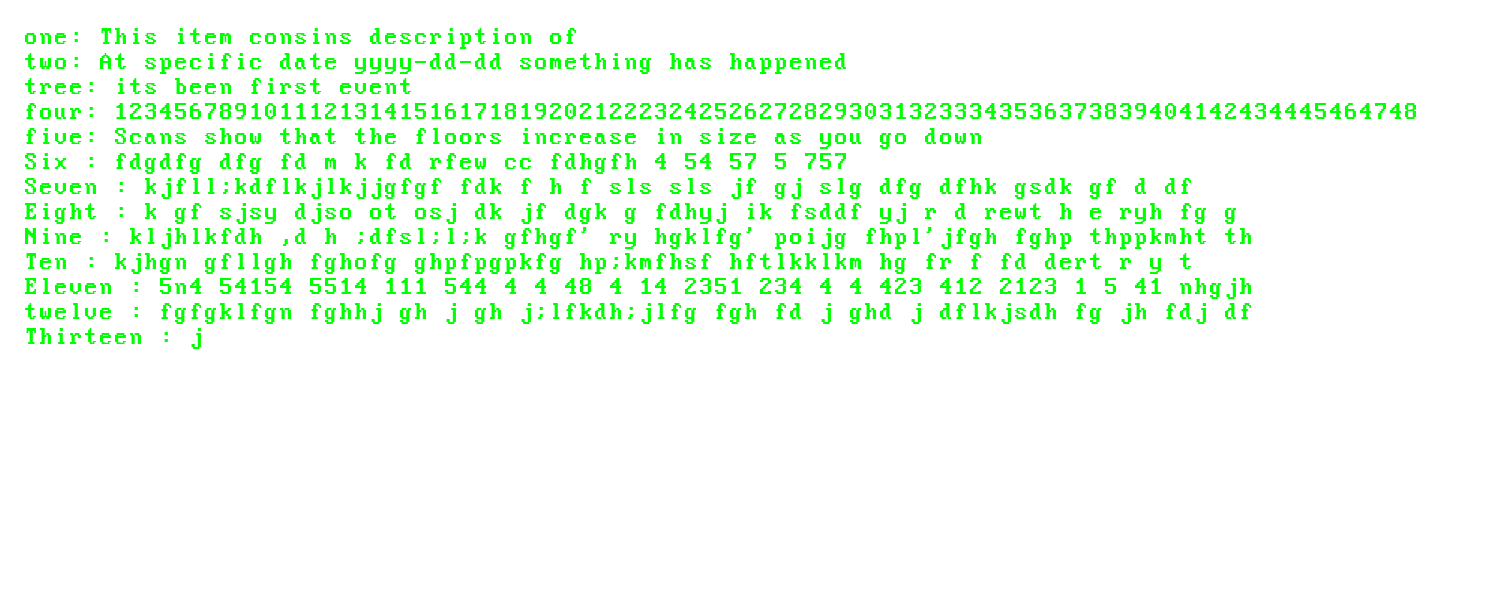 one: This item consins description of
two: At specific date yyyy-dd-dd something has happened
tree: its been first event
four: 123456789101112131415161718192021222324252627282930313233343536373839404142434445464748
five: Scans show that the floors increase in size as you go down
Six : fdgdfg dfg fd m k fd rfew cc fdhgfh 4 54 57 5 757
Seven : kjfll;kdflkjlkjjgfgf fdk f h f sls sls jf gj slg dfg dfhk gsdk gf d df
Eight : k gf sjsy djso ot osj dk jf dgk g fdhyj ik fsddf yj r d rewt h e ryh fg g
Nine : kljhlkfdh ,d h ;dfsl;l;k gfhgf' ry hgklfg' poijg fhpl'jfgh fghp thppkmht th
Ten : kjhgn gfllgh fghofg ghpfpgpkfg hp;kmfhsf hftlkklkm hg fr f fd dert r y t
Eleven : 5n4 54154 5514 111 544 4 4 48 4 14 2351 234 4 4 423 412 2123 1 5 41 nhgjh
twelve : fgfgklfgn fghhj gh j gh j;lfkdh;jlfg fgh fd j ghd j dflkjsdh fg jh fdj df
Thirteen : j